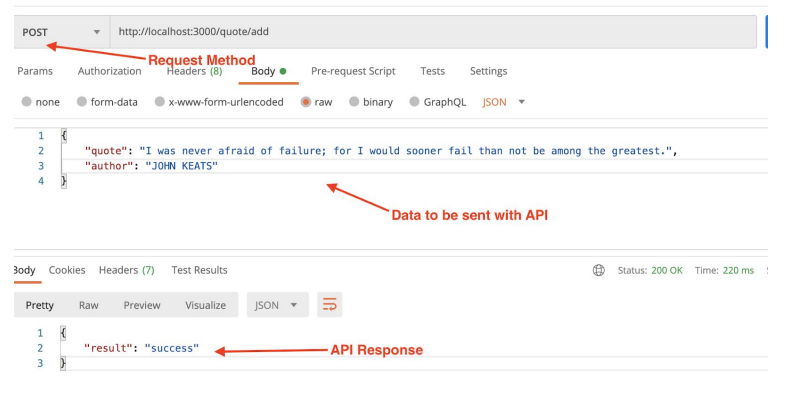 POST http://localhost:3000/quote/add
Request Method
Params Authorization Headers (8) Body Pre-request Script Tests Settings
none form-data x-www-form-urlencoded raw binary GraphQL JSON
1 {
2 "quote": "I was never afraid of failure; for I would sooner fail than not be among the greatest.",
3 "author": "JOHN KEATS"
4 }
Data to be sent with API
Body Cookies Headers (7) Test Results Status: 200 OK Time: 220 ms
Pretty Raw Preview Visualize JSON
1 {
2 "result": "success"
API Response
3 }